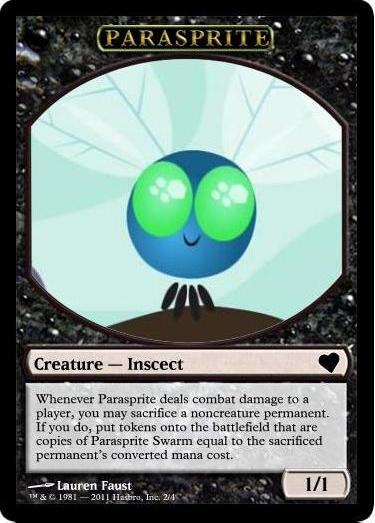 PARASPRITE
Creature — Inscect
Whenever Parasprite deals combat damage to a
player, you may sacrifice a noncreature permanent.
If you do, put tokens onto the battlefield that are
copies of Parasprite Swarm equal to the sacrificed
permanent's converted mana cost.
Lauren Faust
™ & © 1981 — 2011 Hasbro, Inc. 2/4
1/1